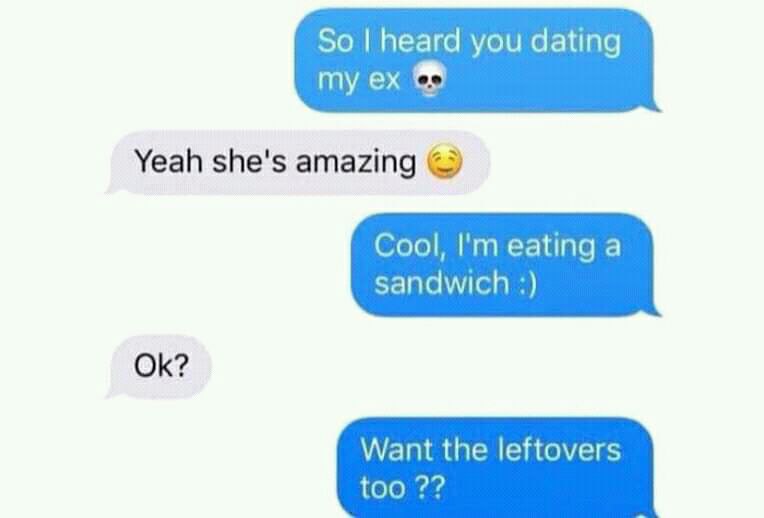 So I heard you dating
my ex 💀
Yeah she's amazing 🤤
Cool, I'm eating a
sandwich :)
Ok?
Want the leftovers
too ??